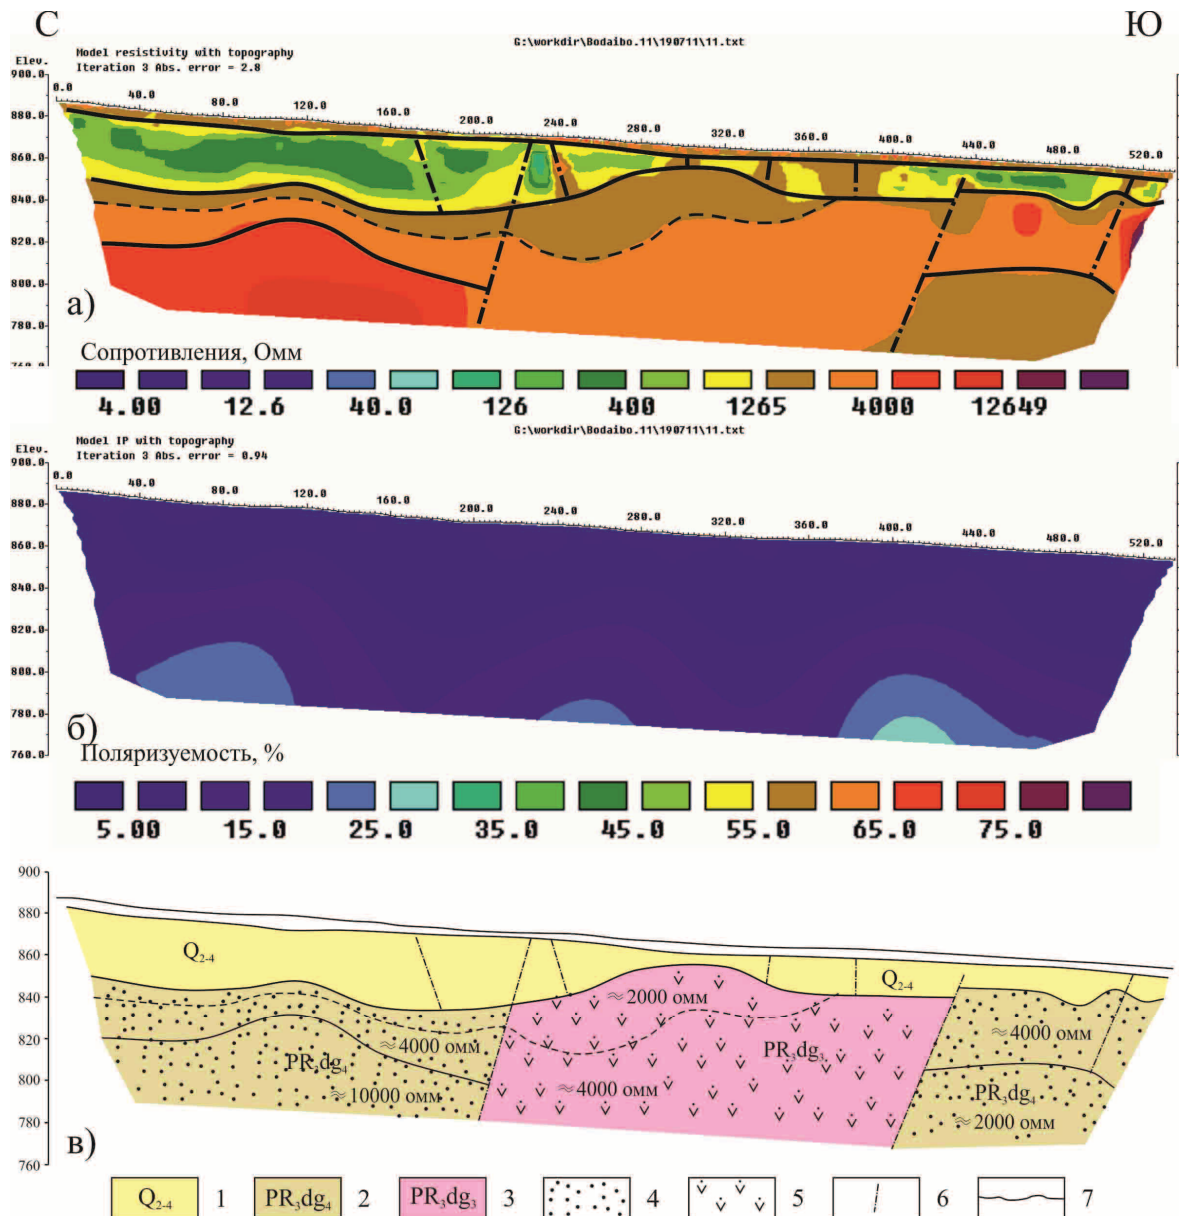 С Ю
G:\workdir\Bodaibo.11\190711\11.txt
Model resistivity with topography
Iteration 3 Abs. error = 2.8
Elev.
900.0
880.0
860.0
840.0
820.0
800.0
780.0
760.0
0.0 40.0 80.0 120.0 160.0 200.0 240.0 280.0 320.0 360.0 400.0 440.0 480.0 520.0
а)
Сопротивления, Омм
4.00 12.6 40.0 126 400 1265 4000 12649
G:\workdir\Bodaibo.11\190711\11.txt
Model IP with topography
Iteration 3 Abs. error = 0.94
Elev.
900.0
880.0
860.0
840.0
820.0
800.0
780.0
760.0
0.0 40.0 80.0 120.0 160.0 200.0 240.0 280.0 320.0 360.0 400.0 440.0 480.0 520.0
б)
Поляризуемость, %
5.00 15.0 25.0 35.0 45.0 55.0 65.0 75.0
900
880
860
840
820
800
780
760
Q₂₋₄
Q₂₋₄
≈2000 омм
≈4000 омм
≈4000 омм
PR₃dg₄
PR₃dg₃
≈4000 омм
≈10000 омм
PR₃dg₄
≈2000 омм
в)
Q₂₋₄ 1 PR₃dg₄ 2 PR₃dg₃ 3 4 5 6 7